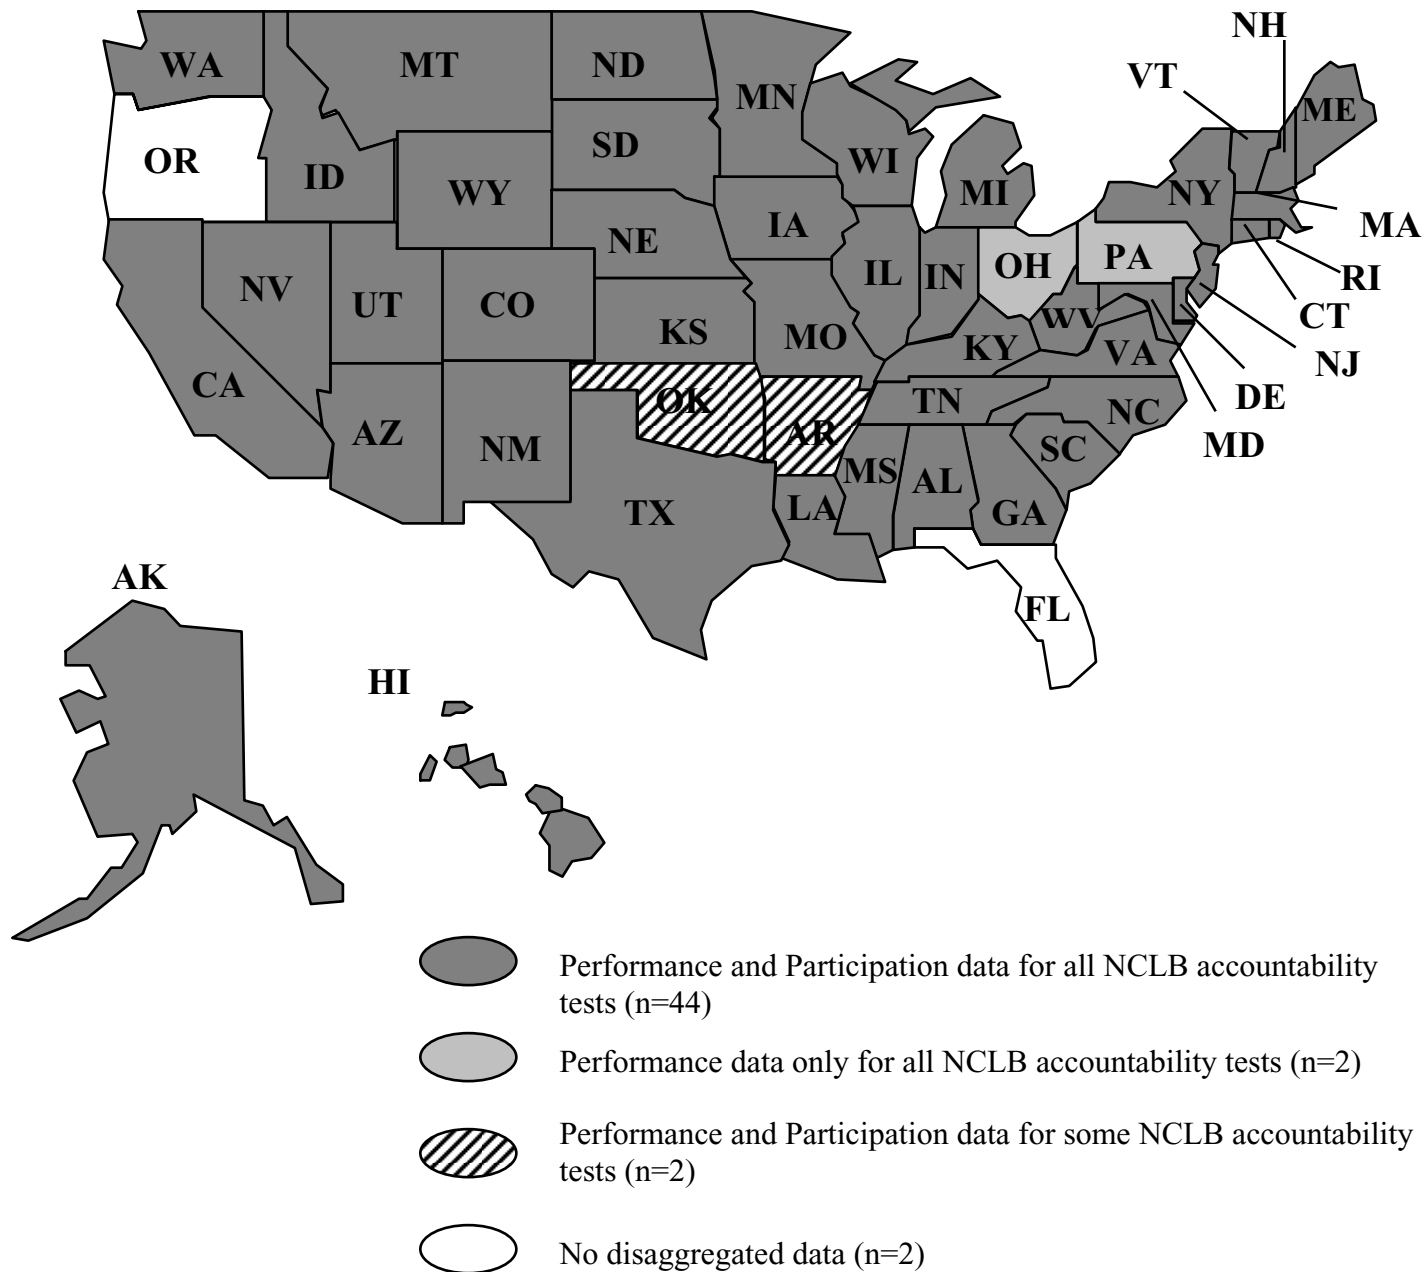 NH
WA
MT
ND
VT
MN
ME
OR
SD
WI
ID
WY
MI
NY
MA
NE
IA
OH
PA
NV
IL
IN
RI
UT
CO
CT
KS
MO
WV
KY
VA
NJ
CA
DE
OK
TN
NC
AZ
AR
MD
NM
SC
MS
AL
TX
LA
GA
AK
FL
HI
Performance and Participation data for all NCLB accountability
tests (n=44)
Performance data only for all NCLB accountability tests (n=2)
Performance and Participation data for some NCLB accountability
tests (n=2)
No disaggregated data (n=2)